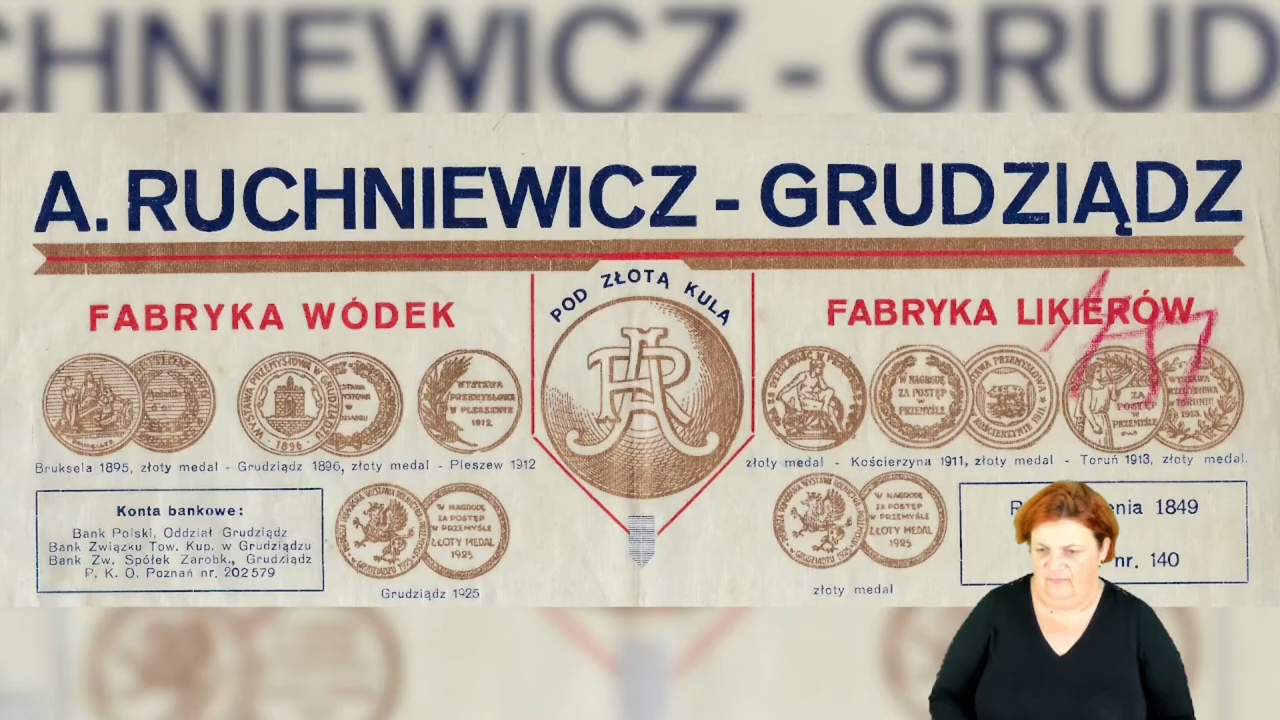 CHNIEWICZ - GRUD
A. RUCHNIEWICZ - GRUDZIĄDZ
POD ZŁOTĄ KULĄ
FABRYKA WÓDEK
FABRYKA LIKIERÓW
AR
WYSTAWA PRZEMYSŁOWA W GRUDZIĄDZU
1896
WYSTAWA
PRZEMYSŁOWA
W PLESZEWIE
1912
W NAGRODĘ
ZA POSTĘP
W
PRZEMYŚLE
ZA
POSTĘP
W
PRZEMYŚLE
WYSTAWA
PRZEMYSŁOWA
W TORUNIU
1913.
Bruksela 1895, złoty medal - Grudziądz 1896, złoty medal - Pleszew 1912
złoty medal - Kościerzyna 1911, złoty medal - Toruń 1913, złoty medal.
Konta bankowe:
Bank Polski, Oddział Grudziądz
Bank Związku Tow. Kup. w Grudziądzu
Bank Zw. Spółek Zarobk., Grudziądz
P. K. O. Poznań nr. 202579
W NAGRODĘ
ZA POSTĘP
W PRZEMYŚLE
ZŁOTY MEDAL
1925
Grudziądz 1925
W NAGRODĘ
ZA POSTĘP
W PRZEMYŚLE
ZŁOTY MEDAL
1925
złoty medal
1849
nr. 140